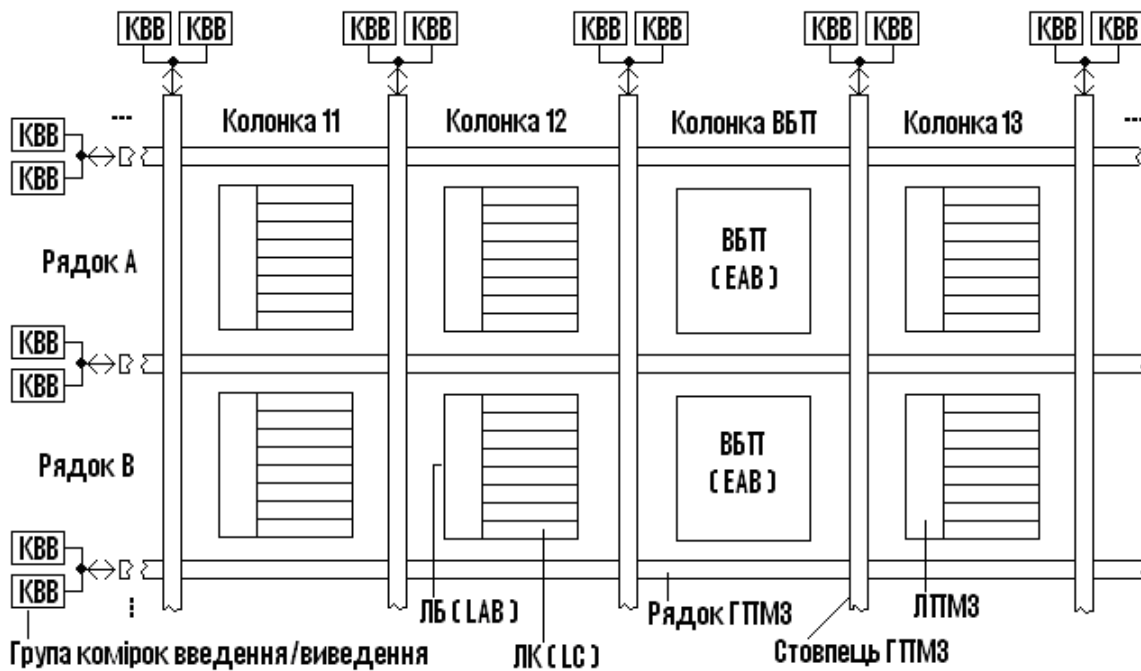 КВВ КВВ КВВ КВВ КВВ КВВ КВВ КВВ КВВ КВВ
... Колонка 11 Колонка 12 Колонка ВБП Колонка 13 ...
КВВ
КВВ
Рядок А
ВБП
(EAB)
КВВ
КВВ
Рядок В
ВБП
(EAB)
КВВ
КВВ
...
ЛБ (LAB) Рядок ГПМЗ ЛПМЗ
Група комірок введення/виведення ЛК (LC) Стовпець ГПМЗ